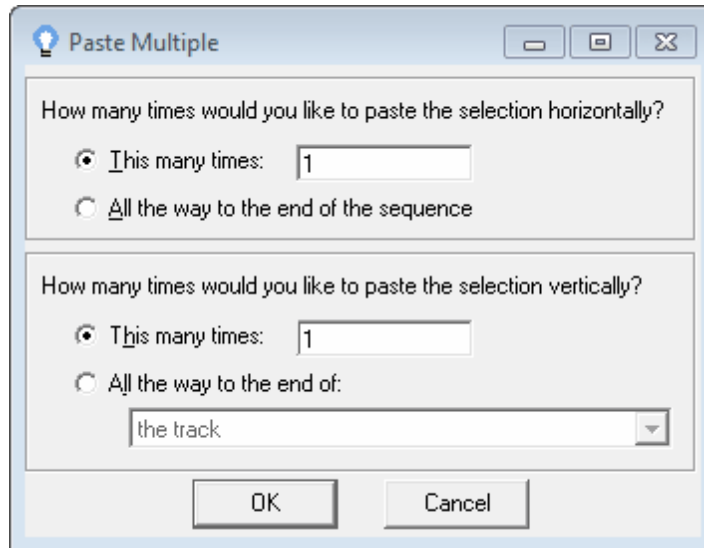 Paste Multiple
How many times would you like to paste the selection horizontally?
This many times: 1
All the way to the end of the sequence
How many times would you like to paste the selection vertically?
This many times: 1
All the way to the end of:
the track
OK Cancel